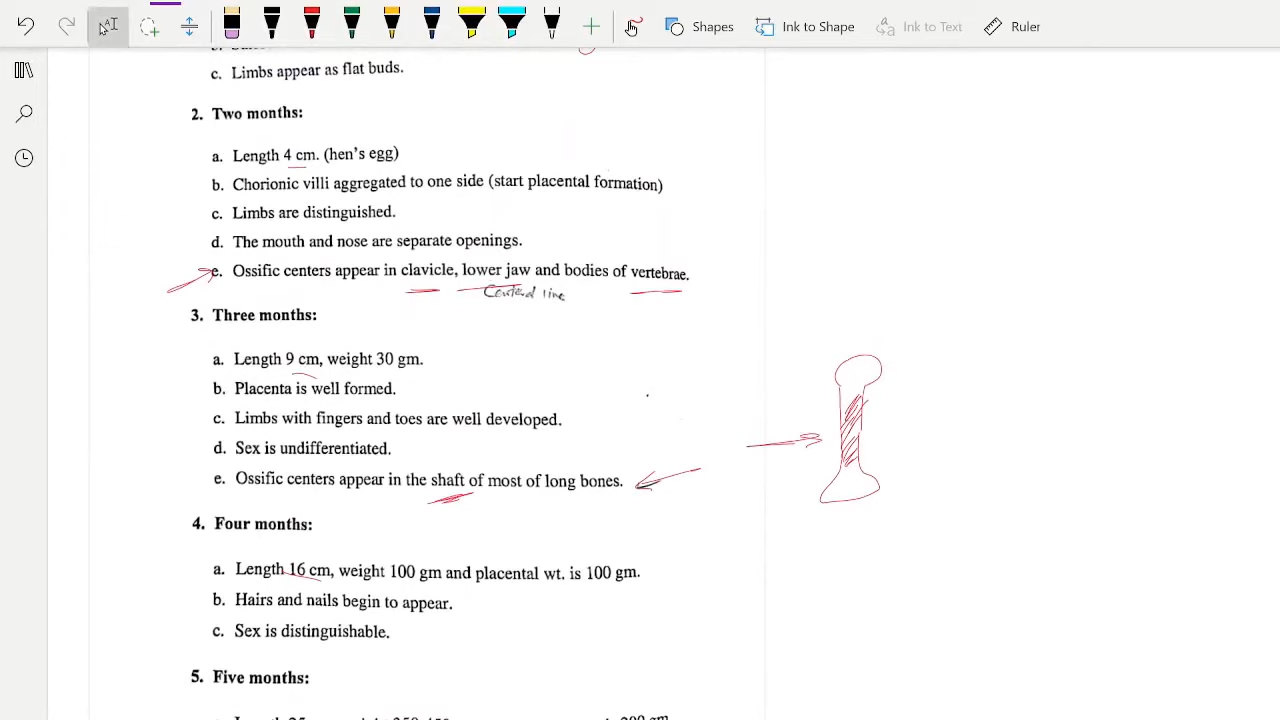 Shapes
Ink to Shape
Ink to Text
Ruler
c. Limbs appear as flat buds.
2. Two months:
a. Length 4 cm. (hen's egg)
b. Chorionic villi aggregated to one side (start placental formation)
c. Limbs are distinguished.
d. The mouth and nose are separate openings.
e. Ossific centers appear in clavicle, lower jaw and bodies of vertebrae.
line
3. Three months:
a. Length 9 cm, weight 30 gm.
b. Placenta is well formed.
c. Limbs with fingers and toes are well developed.
d. Sex is undifferentiated.
e. Ossific centers appear in the shaft of most of long bones.
4. Four months:
a. Length 16 cm, weight 100 gm and placental wt. is 100 gm.
b. Hairs and nails begin to appear.
c. Sex is distinguishable.
5. Five months: